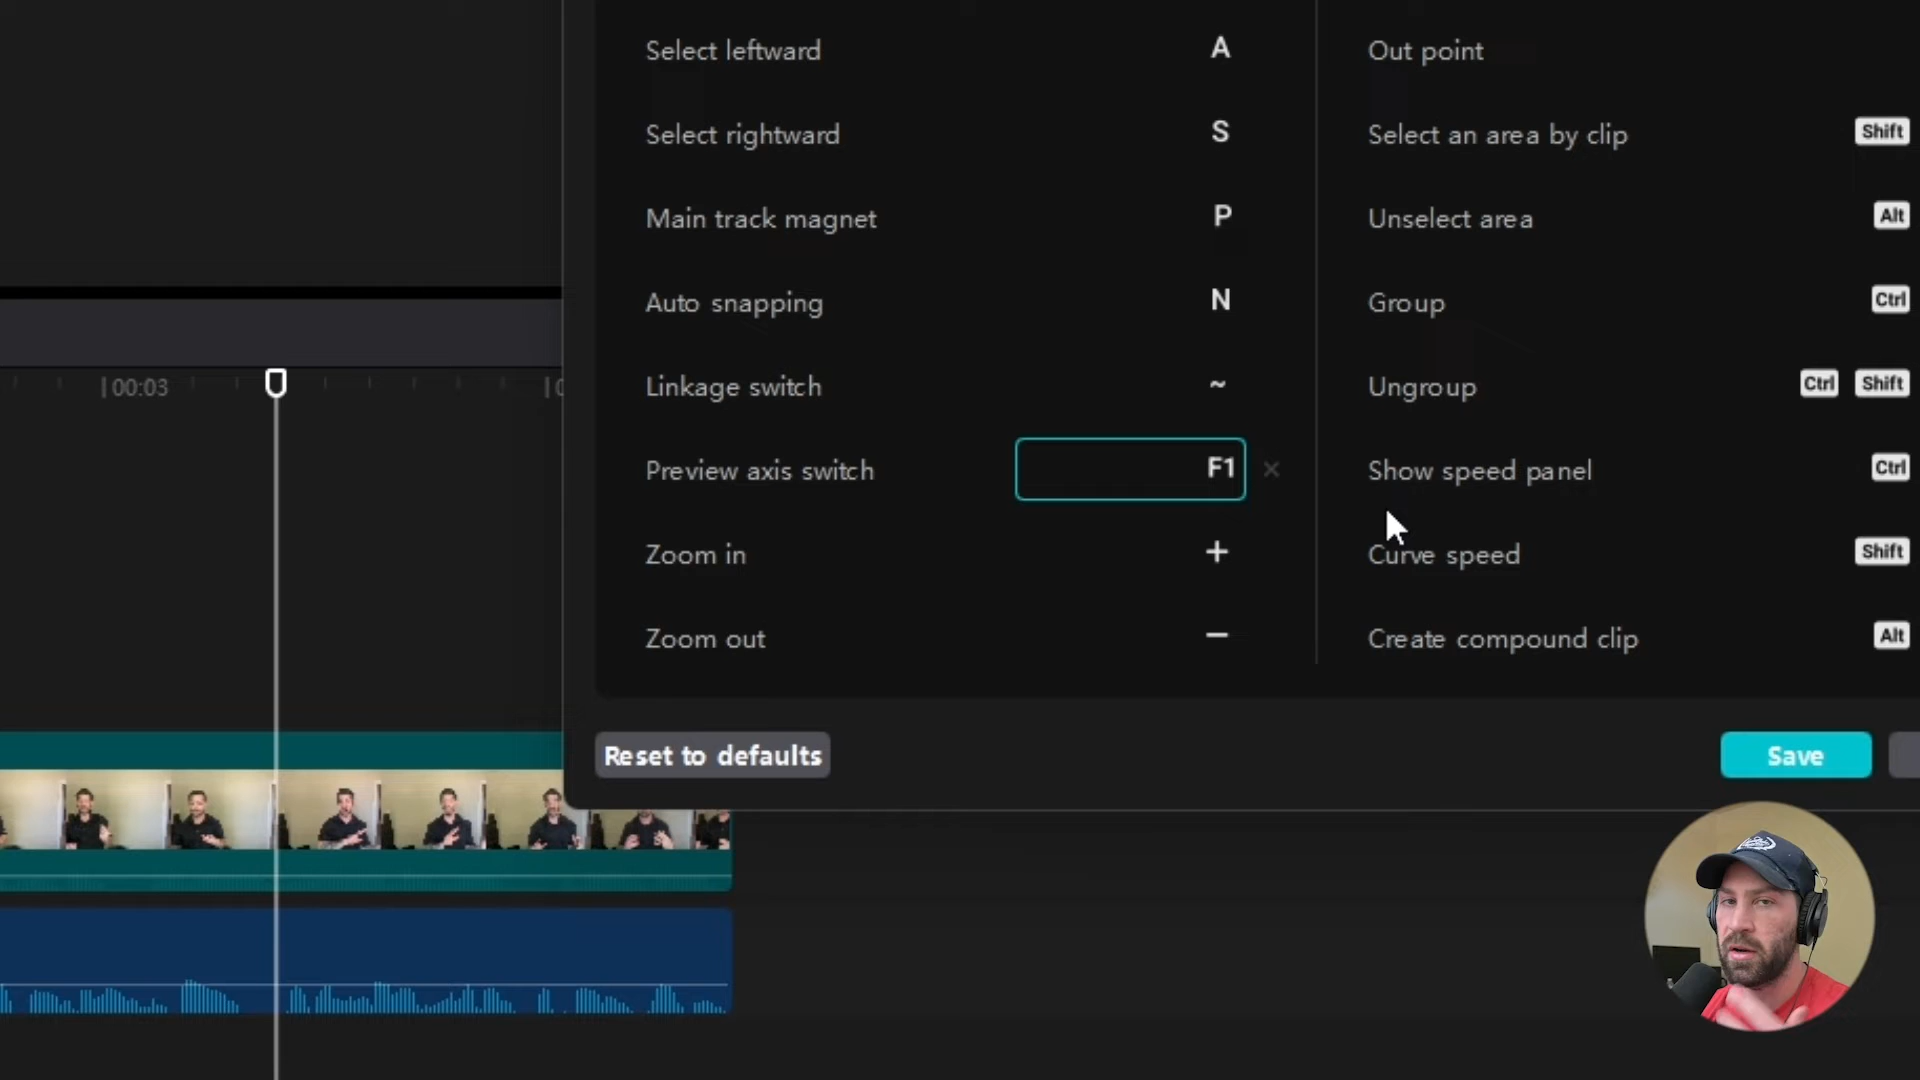 Select leftward A
Select rightward S
Main track magnet P
Auto snapping N
Linkage switch ~
Preview axis switch F1 ×
Zoom in +
Zoom out −
Out point
Select an area by clip Shift
Unselect area Alt
Group Ctrl
Ungroup Ctrl Shift
Show speed panel Ctrl
Curve speed Shift
Create compound clip Alt
00:03
Reset to defaults
Save